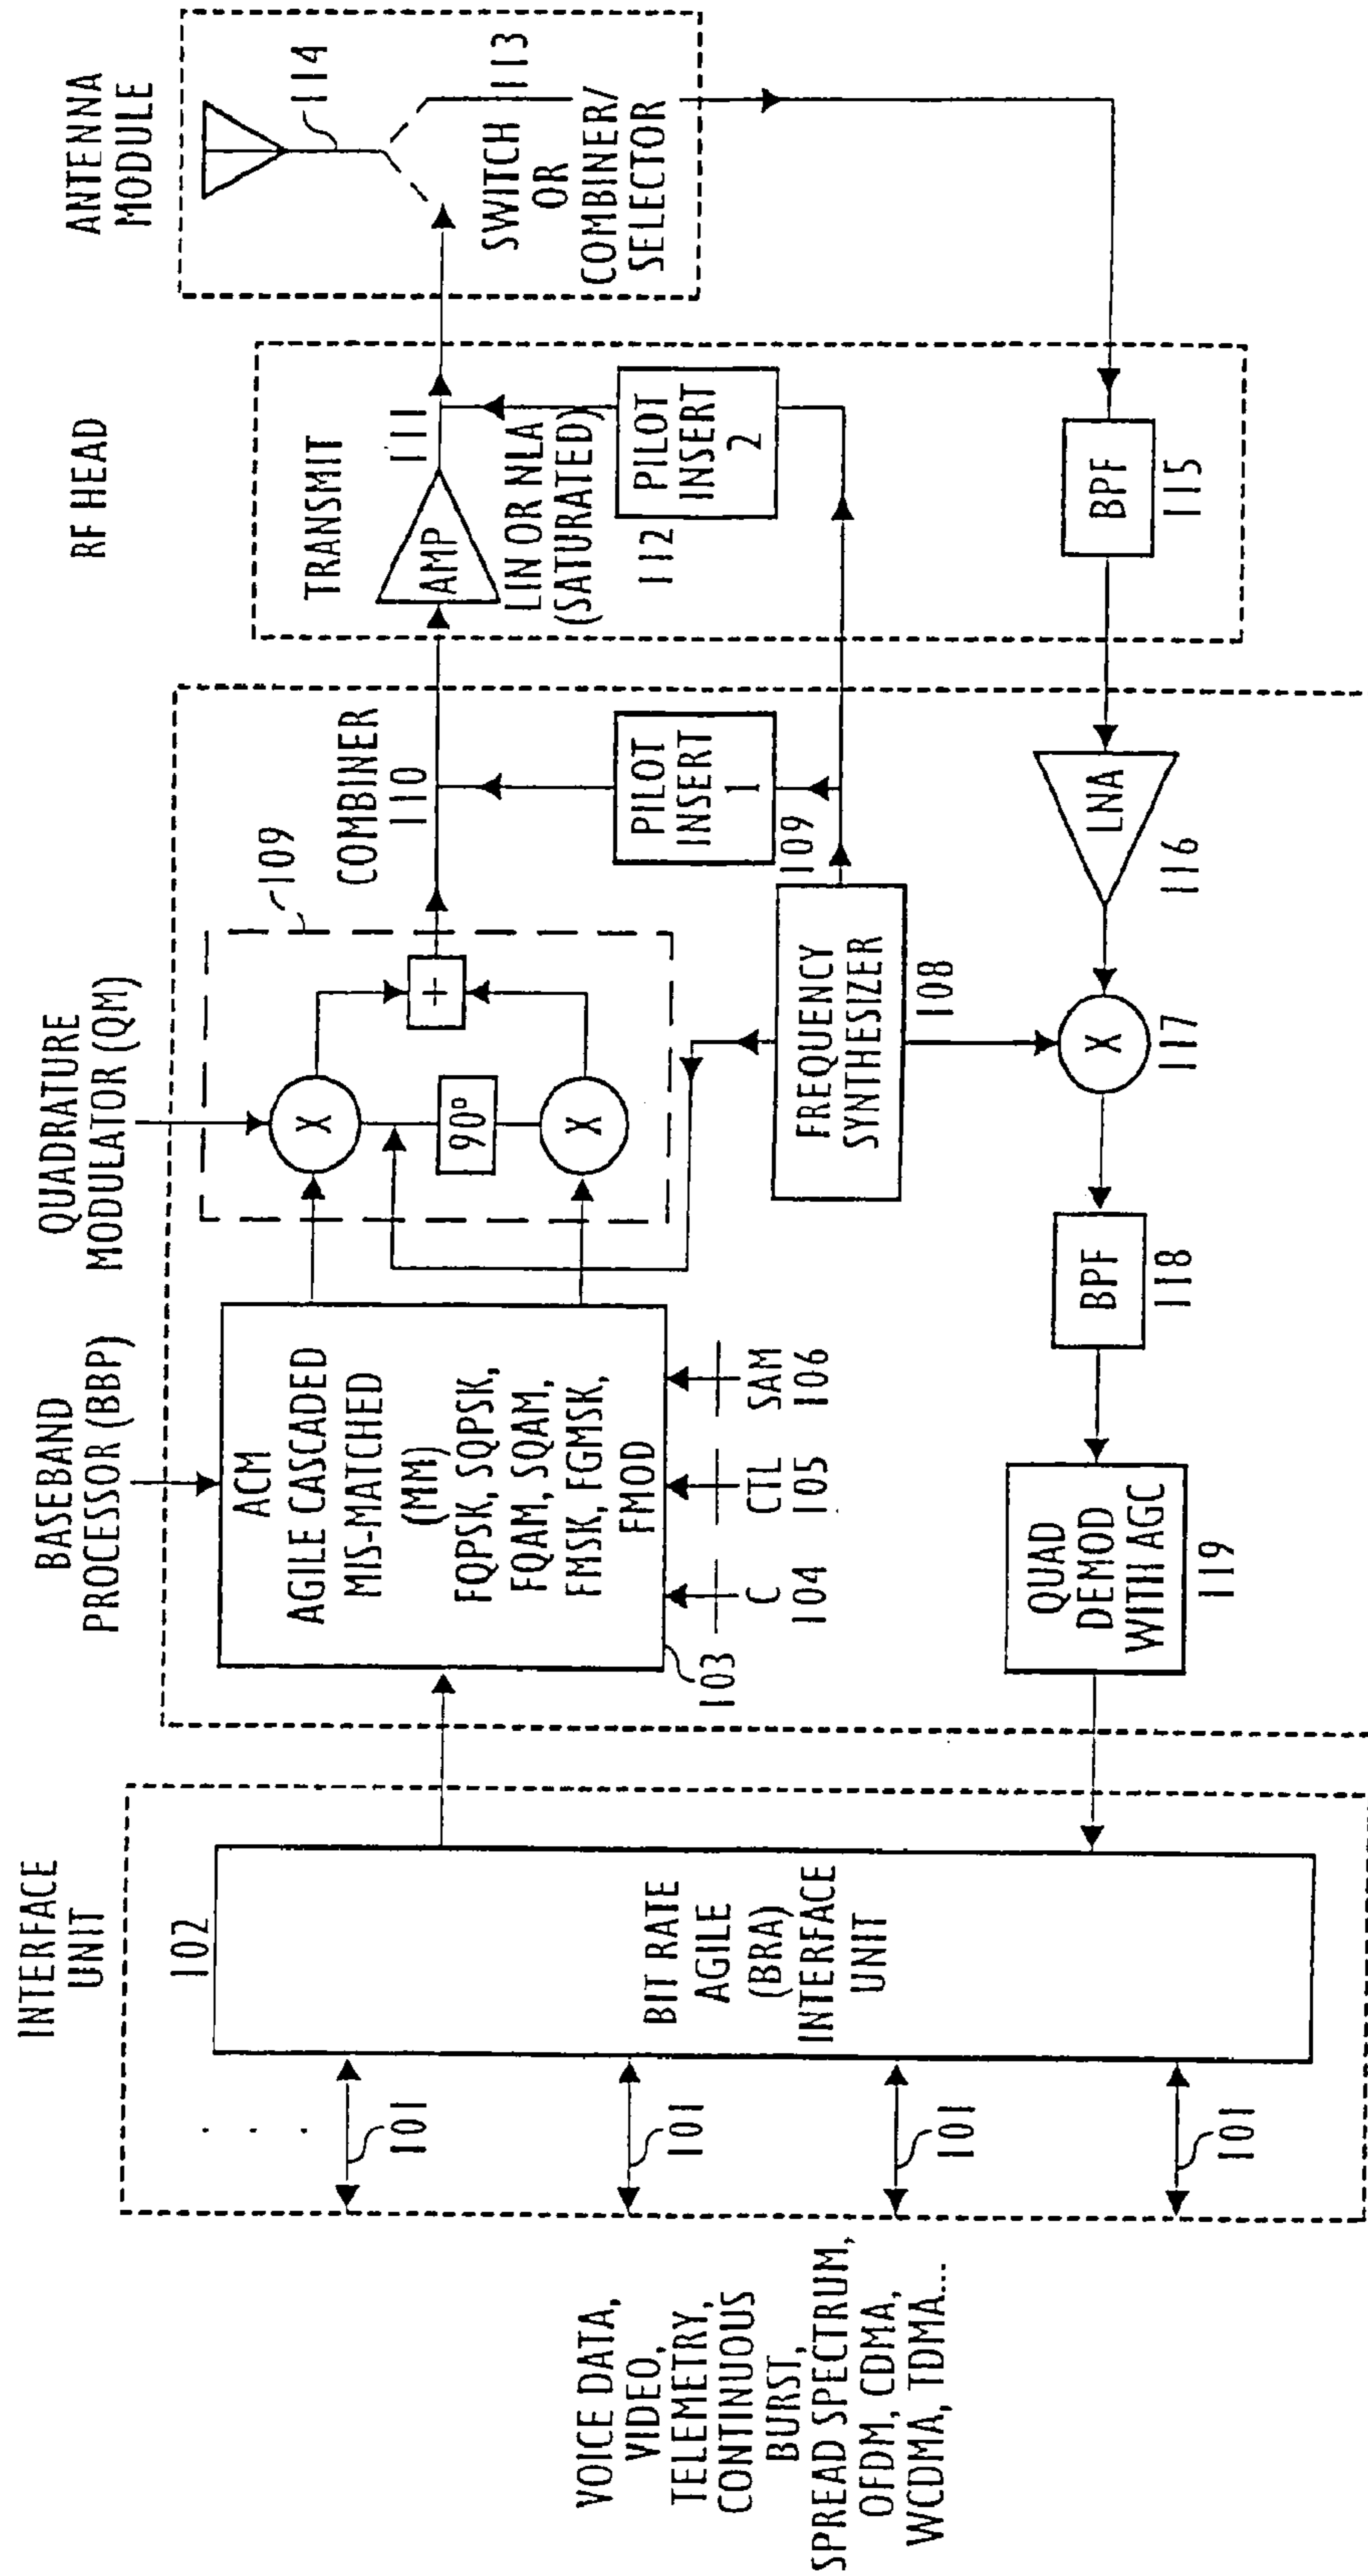 INTERFACE
UNIT
BASEBAND
PROCESSOR (BBP)
QUADRATURE
MODULATOR (QM)
RF HEAD
ANTENNA
MODULE
VOICE DATA,
VIDEO,
TELEMETRY,
CONTINUOUS
BURST,
SPREAD SPECTRUM,
OFDM, CDMA,
WCDMA, TDMA...
101
101
101
101
102
BIT RATE
AGILE
(BRA)
INTERFACE
UNIT
ACM
AGILE CASCADED
MIS-MATCHED
(MM)
FQPSK, SQPSK,
FQAM, SQAM,
FMSK, FGMSK,
FMOD
103
C
104
CTL
105
SAM
106
X
90°
X
+
109
COMBINER
110
PILOT
INSERT
1
109
FREQUENCY
SYNTHESIZER
108
TRANSMIT
AMP
111
LIN OR NLA
(SATURATED)
PILOT
INSERT
2
112
114
113
SWITCH
OR
COMBINER/
SELECTOR
BPF
115
LNA
116
X
117
BPF
118
QUAD
DEMOD
WITH AGC
119